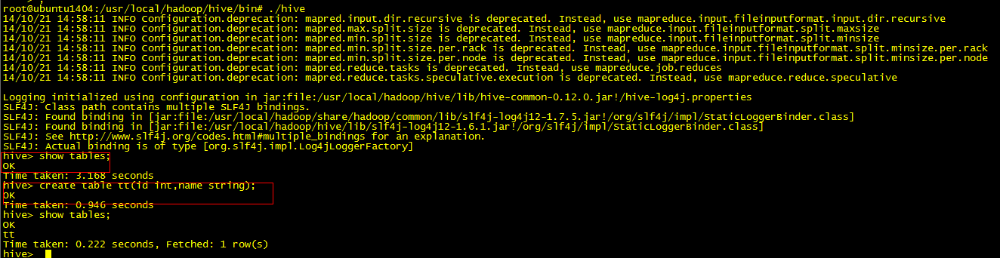 > ;
root@ubuntu1404:/usr/local/hadoop/hive/bin# ./hive
14/10/21 14:58:11 INFO Configuration.deprecation: mapred.input.dir.recursive is deprecated. Instead, use mapreduce.input.fileinputformat.input.dir.recursive
14/10/21 14:58:11 INFO Configuration.deprecation: mapred.max.split.size is deprecated. Instead, use mapreduce.input.fileinputformat.split.maxsize
14/10/21 14:58:11 INFO Configuration.deprecation: mapred.min.split.size is deprecated. Instead, use mapreduce.input.fileinputformat.split.minsize
14/10/21 14:58:11 INFO Configuration.deprecation: mapred.min.split.size.per.rack is deprecated. Instead, use mapreduce.input.fileinputformat.split.minsize.per.rack
14/10/21 14:58:11 INFO Configuration.deprecation: mapred.min.split.size.per.node is deprecated. Instead, use mapreduce.input.fileinputformat.split.minsize.per.node
14/10/21 14:58:11 INFO Configuration.deprecation: mapred.reduce.tasks is deprecated. Instead, use mapreduce.job.reduces
14/10/21 14:58:11 INFO Configuration.deprecation: mapred.reduce.tasks.speculative.execution is deprecated. Instead, use mapreduce.reduce.speculative
Logging initialized using configuration in jar:file:/usr/local/hadoop/hive/lib/hive-common-0.12.0.jar!/hive-log4j.properties
SLF4J: Class path contains multiple SLF4J bindings.
SLF4J: Found binding in [jar:file:/usr/local/hadoop/share/hadoop/common/lib/slf4j-log4j12-1.7.5.jar!/org/slf4j/impl/StaticLoggerBinder.class]
SLF4J: Found binding in [jar:file:/usr/local/hadoop/hive/lib/slf4j-log4j12-1.6.1.jar!/org/slf4j/impl/StaticLoggerBinder.class]
SLF4J: See http://www.slf4j.org/codes.html#multiple_bindings for an explanation.
SLF4J: Actual binding is of type [org.slf4j.impl.Log4jLoggerFactory]
hive> show tables;
OK
Time taken: 3.168 seconds
hive> create table tt(id int,name string);
OK
Time taken: 0.946 seconds
hive> show tables;
OK
tt
Time taken: 0.222 seconds, Fetched: 1 row(s)
hive>